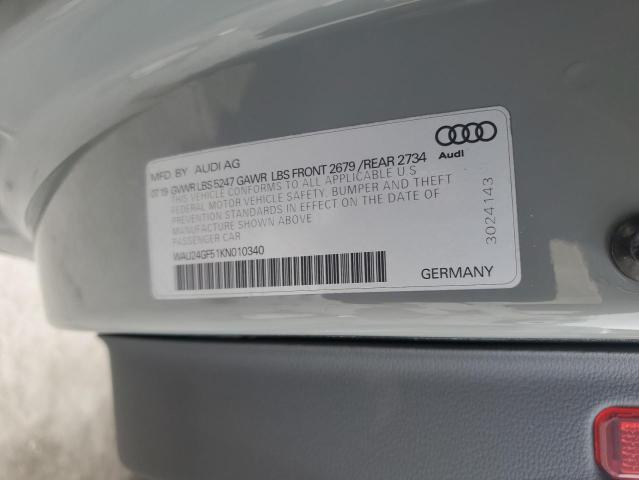 MFD BY AUDI AG
07.19 GVWR LBS 5247 GAWR LBS FRONT 2679 /REAR 2734
THIS VEHICLE CONFORMS TO ALL APPLICABLE U S
FEDERAL MOTOR VEHICLE SAFETY, BUMPER AND THEFT
PREVENTION STANDARDS IN EFFECT ON THE DATE OF
MANUFACTURE SHOWN ABOVE
PASSENGER CAR
WAU24GF51KN010340
Audi
3024143
GERMANY